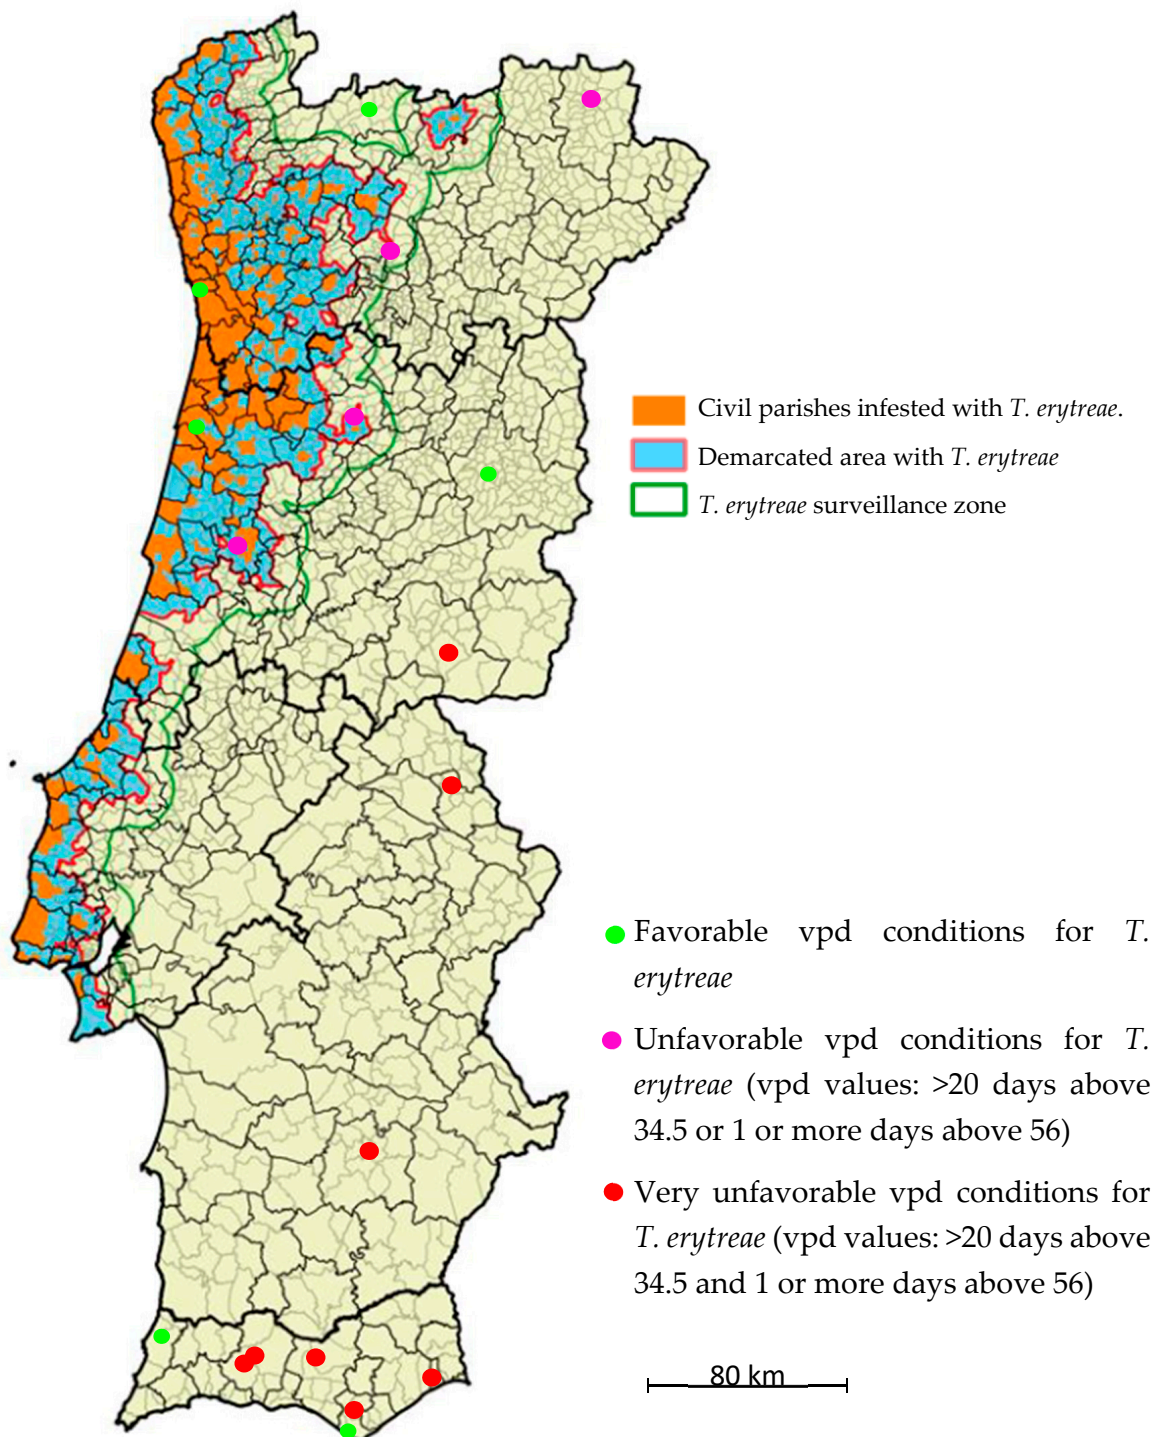 Civil parishes infested with T. erytreae.
Demarcated area with T. erytreae
T. erytreae surveillance zone
Favorable vpd conditions for T.
erytreae
Unfavorable vpd conditions for T.
erytreae (vpd values: >20 days above
34.5 or 1 or more days above 56)
Very unfavorable vpd conditions for
T. erytreae (vpd values: >20 days above
34.5 and 1 or more days above 56)
80 km